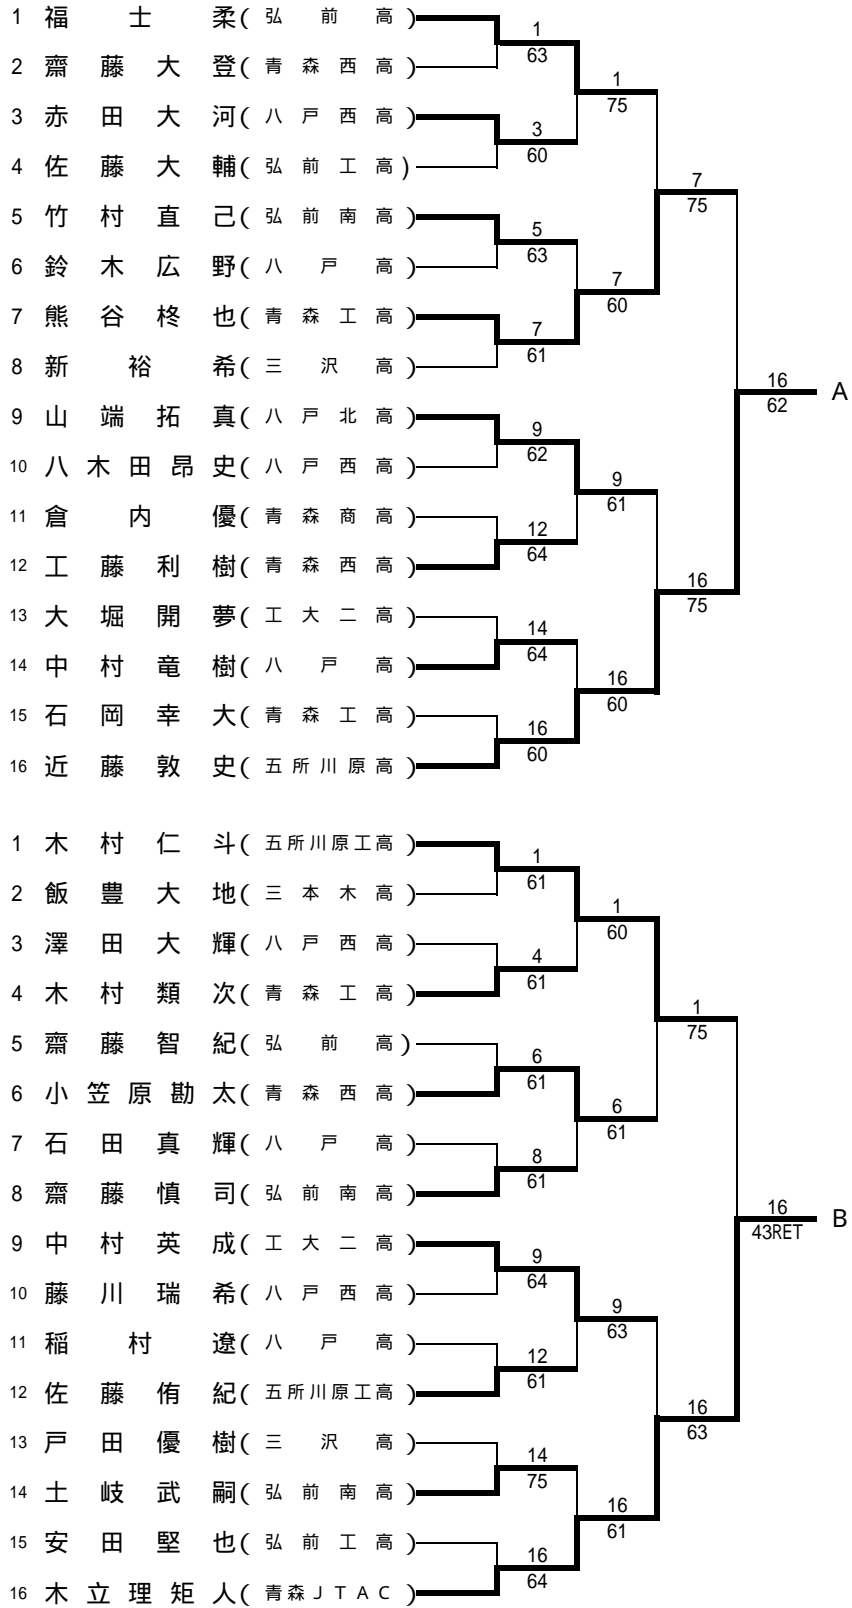 1 福士柔(弘前高) 1
2 齋藤大登(青森西高) 63 1
3 赤田大河(八戸西高) 3 75
4 佐藤大輔(弘前工高) 60 7
5 竹村直己(弘前南高) 5 75
6 鈴木広野(八戸高) 63 7
7 熊谷柊也(青森工高) 7 60
8 新裕希(三沢高) 61 16 A
9 山端拓真(八戸北高) 9 62
10 八木田昂史(八戸西高) 62 9
11 倉内優(青森商高) 12 61
12 工藤利樹(青森西高) 64 16
13 大堀開夢(工大二高) 14 75
14 中村竜樹(八戸高) 64 16
15 石岡幸大(青森工高) 16 60
16 近藤敦史(五所川原高) 60
1 木村仁斗(五所川原工高) 1
2 飯豊大地(三本木高) 61 1
3 澤田大輝(八戸西高) 4 60
4 木村類次(青森工高) 61 1
5 齋藤智紀(弘前高) 6 75
6 小笠原勘太(青森西高) 61 6
7 石田真輝(八戸高) 8 61
8 齋藤慎司(弘前南高) 61 16 B
9 中村英成(工大二高) 9 43RET
10 藤川瑞希(八戸西高) 64 9
11 稲村遼(八戸高) 12 63
12 佐藤侑紀(五所川原工高) 61 16
13 戸田優樹(三沢高) 14 63
14 土岐武嗣(弘前南高) 75 16
15 安田堅也(弘前工高) 16 61
16 木立理矩人(青森JTAC) 64